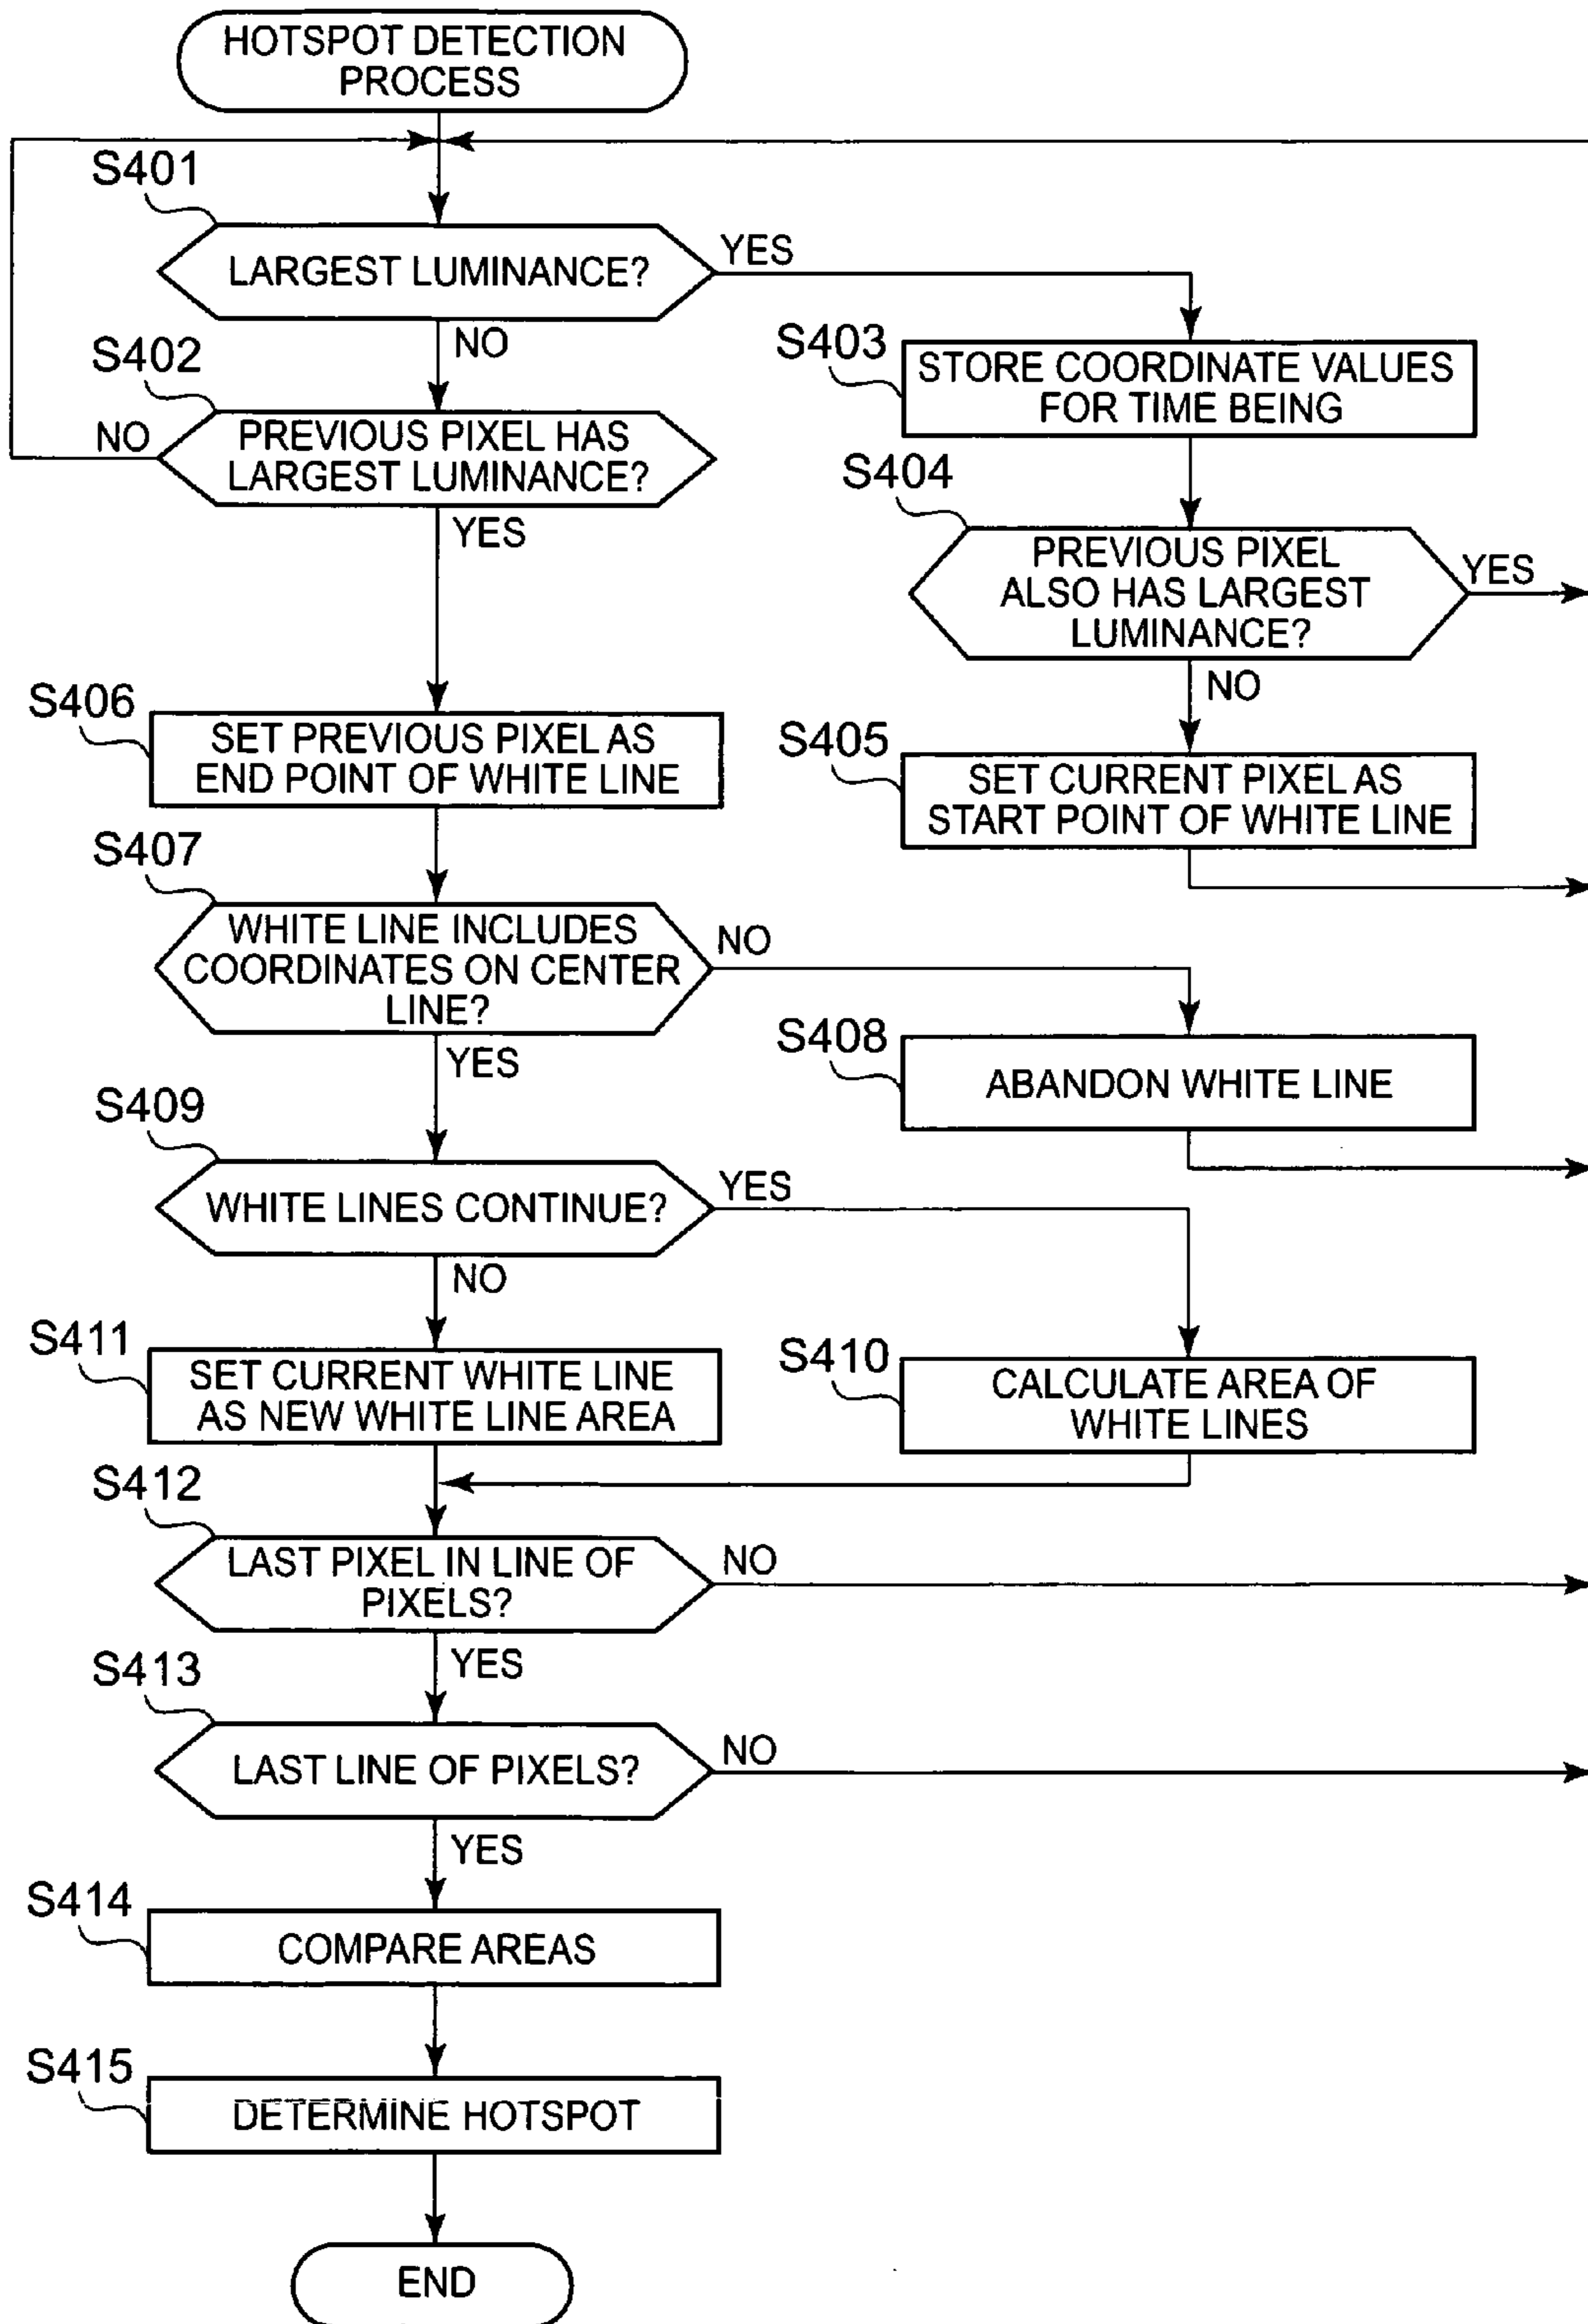 HOTSPOT DETECTION
PROCESS
S401
LARGEST LUMINANCE?
YES
NO
S402
PREVIOUS PIXEL HAS
LARGEST LUMINANCE?
NO
YES
S403
STORE COORDINATE VALUES
FOR TIME BEING
S404
PREVIOUS PIXEL
ALSO HAS LARGEST
LUMINANCE?
YES
NO
S405
SET CURRENT PIXEL AS
START POINT OF WHITE LINE
S406
SET PREVIOUS PIXEL AS
END POINT OF WHITE LINE
S407
WHITE LINE INCLUDES
COORDINATES ON CENTER
LINE?
NO
YES
S408
ABANDON WHITE LINE
S409
WHITE LINES CONTINUE?
YES
NO
S410
CALCULATE AREA OF
WHITE LINES
S411
SET CURRENT WHITE LINE
AS NEW WHITE LINE AREA
S412
LAST PIXEL IN LINE OF
PIXELS?
NO
YES
S413
LAST LINE OF PIXELS?
NO
YES
S414
COMPARE AREAS
S415
DETERMINE HOTSPOT
END